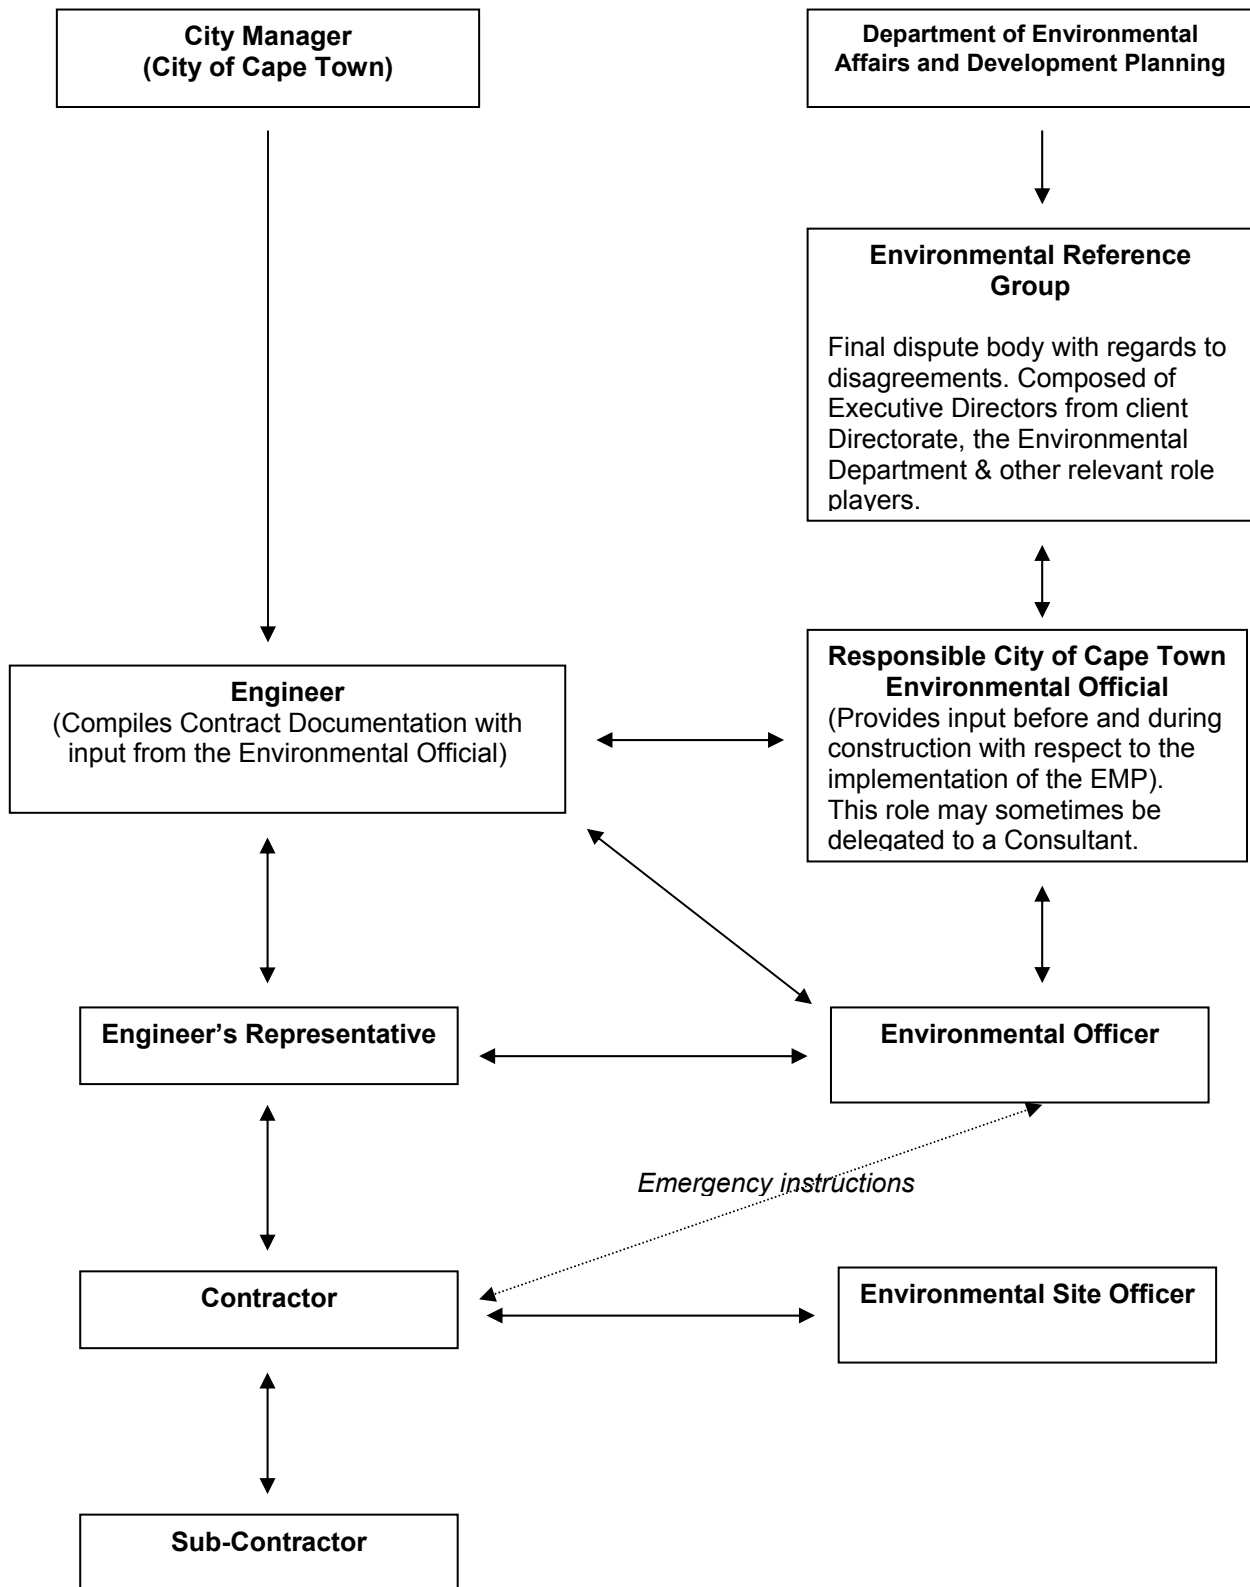 City Manager
(City of Cape Town)
Department of Environmental
Affairs and Development Planning
Environmental Reference
Group
Final dispute body with regards to
disagreements. Composed of
Executive Directors from client
Directorate, the Environmental
Department & other relevant role
players.
Engineer
(Compiles Contract Documentation with
input from the Environmental Official)
Responsible City of Cape Town
Environmental Official
(Provides input before and during
construction with respect to the
implementation of the EMP).
This role may sometimes be
delegated to a Consultant.
Engineer’s Representative
Environmental Officer
Emergency instructions
Contractor
Environmental Site Officer
Sub-Contractor